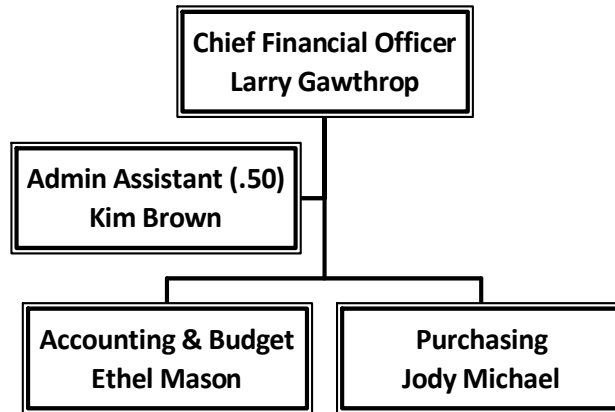 Chief Financial Officer
Larry Gawthrop
Admin Assistant (.50)
Kim Brown
Accounting & Budget
Ethel Mason
Purchasing
Jody Michael